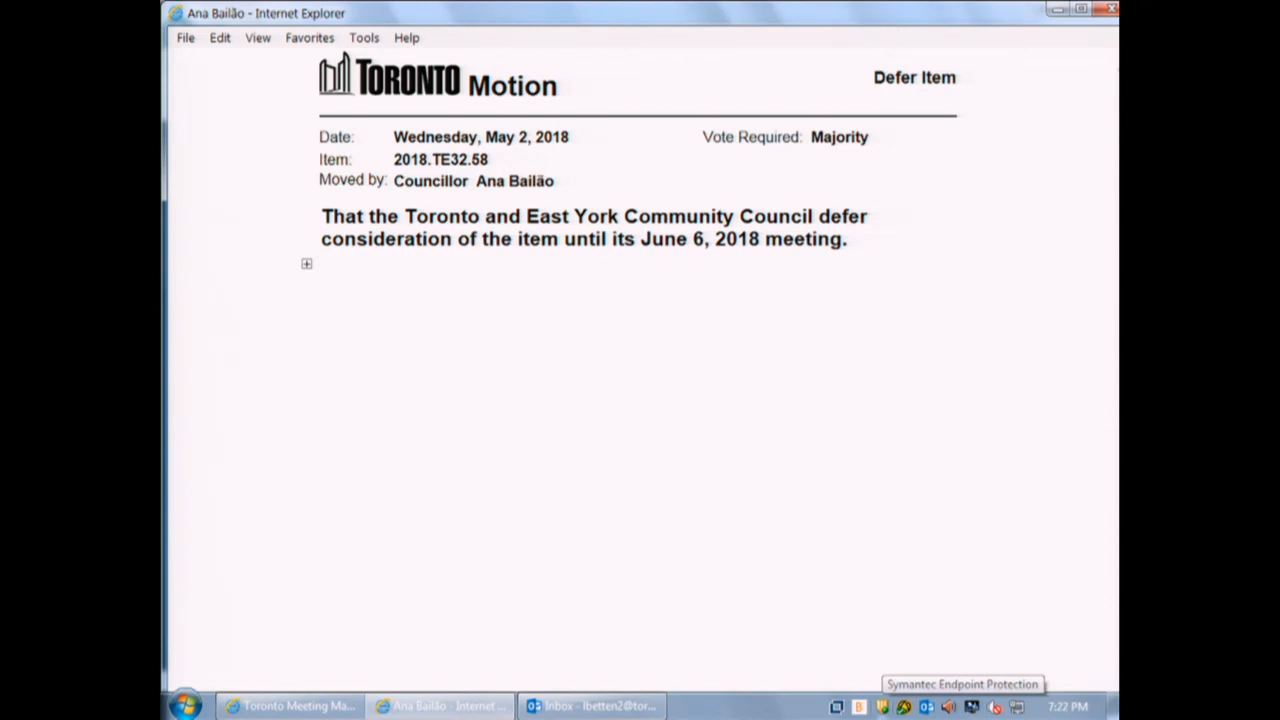 Ana Bailão - Internet Explorer
File Edit View Favorites Tools Help
TORONTO Motion
Defer Item
Date: Wednesday, May 2, 2018 Vote Required: Majority
Item: 2018.TE32.58
Moved by: Councillor Ana Bailão
That the Toronto and East York Community Council defer
consideration of the item until its June 6, 2018 meeting.
Symantec Endpoint Protection
Toronto Meeting Ma... Ana Bailão - Internet ... Inbox - lbetten2@tor... 7:22 PM